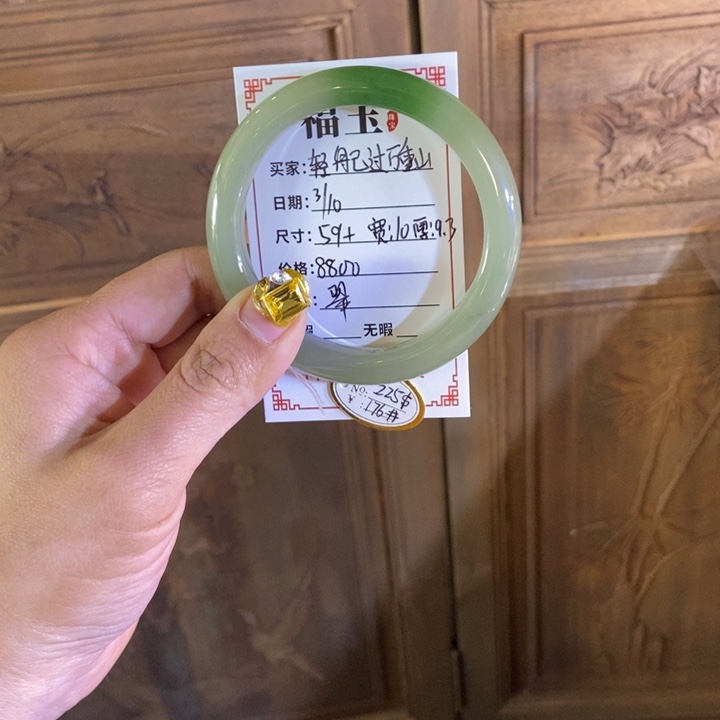 福玉
买家：轻舟已过万重山
日期：3/10
尺寸：59+ 宽:10 厚:9.3
价格：8800
：翠
无暇
No. 225$
176#